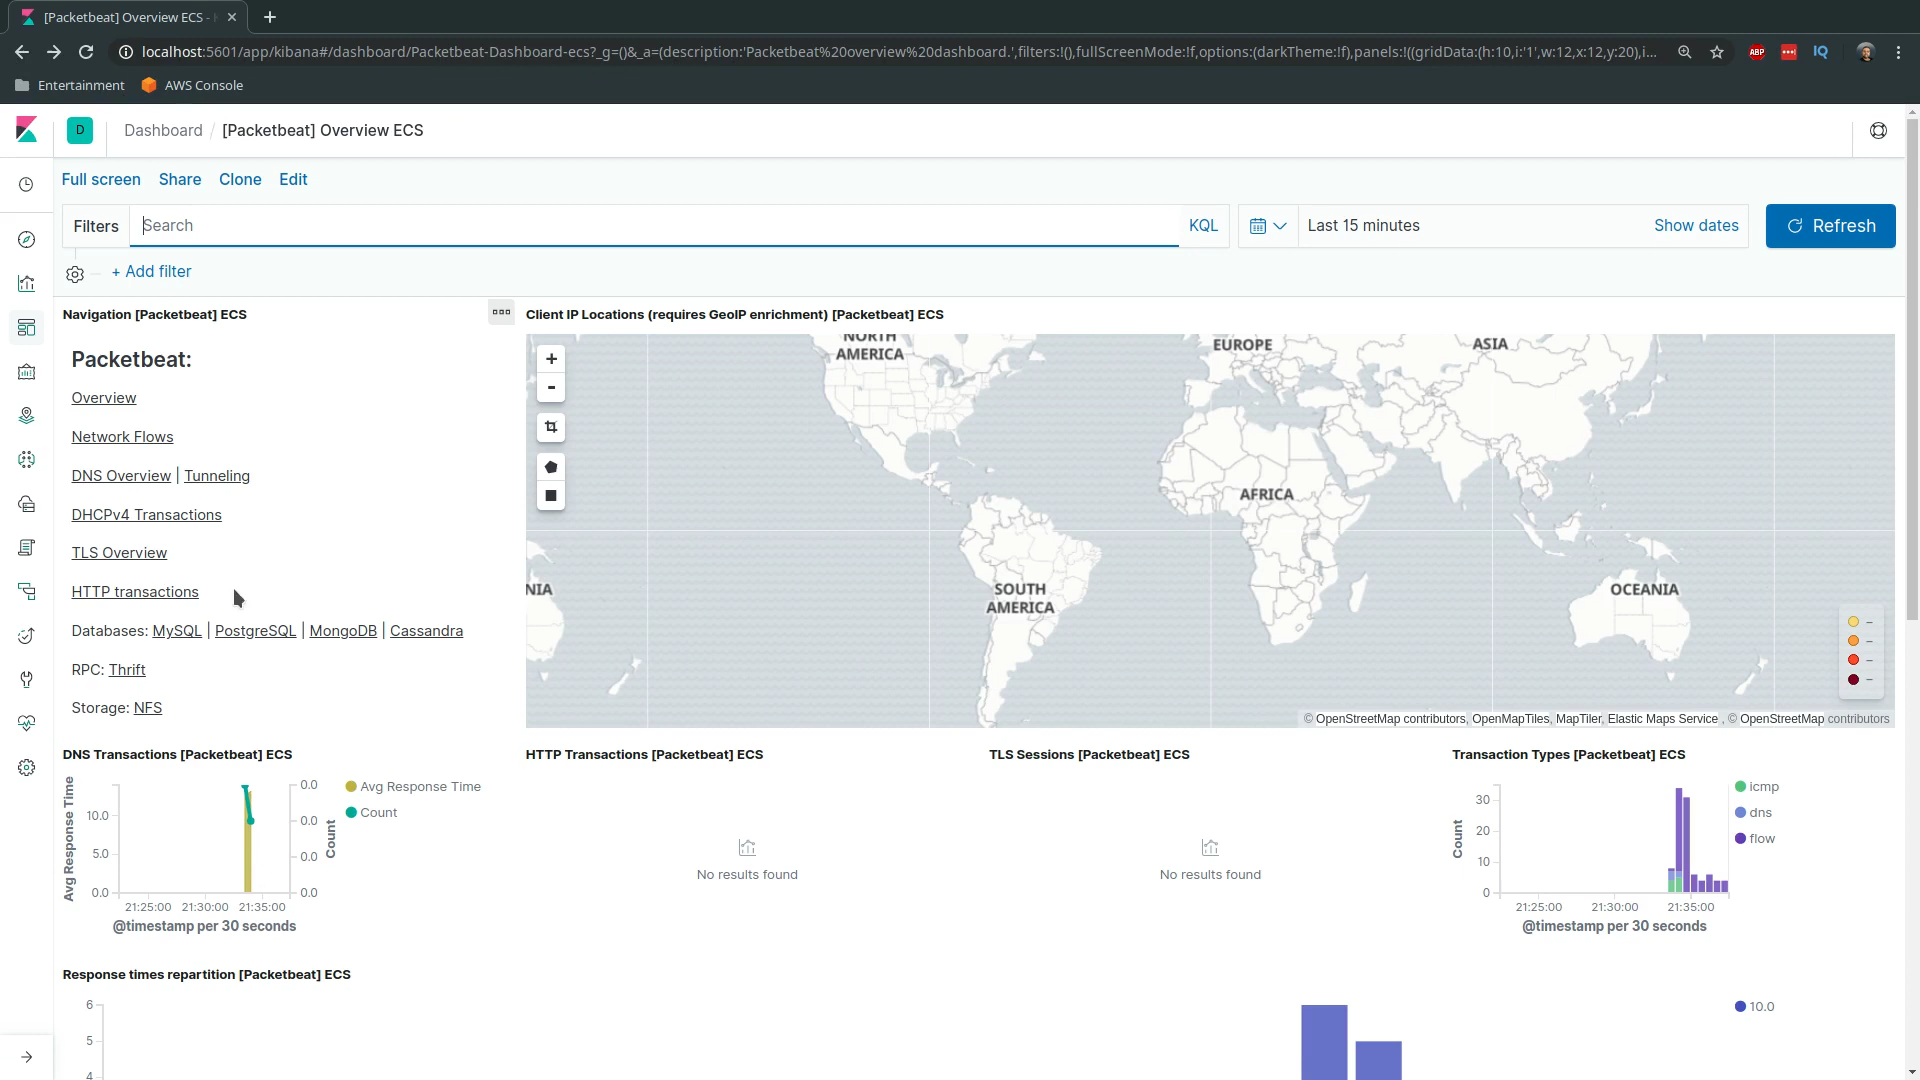 [Packetbeat] Overview ECS -
localhost:5601/app/kibana#/dashboard/Packetbeat-Dashboard-ecs?_g=()&_a=(description:'Packetbeat%20overview%20dashboard.',filters:!(),fullScreenMode:!f,options:(darkTheme:!f),panels:!((gridData:(h:10,i:'1',w:12,x:12,y:20),i...
ABP
IQ
Entertainment
AWS Console
D
Dashboard / [Packetbeat] Overview ECS
Full screen Share Clone Edit
Filters Search KQL
Last 15 minutes Show dates Refresh
+ Add filter
Navigation [Packetbeat] ECS
Packetbeat:
Overview
Network Flows
DNS Overview | Tunneling
DHCPv4 Transactions
TLS Overview
HTTP transactions
Databases: MySQL | PostgreSQL | MongoDB | Cassandra
RPC: Thrift
Storage: NFS
Client IP Locations (requires GeoIP enrichment) [Packetbeat] ECS
+
-
NORTH
AMERICA
EUROPE
ASIA
AFRICA
NIA
SOUTH
AMERICA
OCEANIA
–
–
–
–
© OpenStreetMap contributors, OpenMapTiles, MapTiler, Elastic Maps Service , © OpenStreetMap contributors
DNS Transactions [Packetbeat] ECS
Avg Response Time
10.0
5.0
0.0
0.0
0.0
0.0
0.0
Count
21:25:00 21:30:00 21:35:00
@timestamp per 30 seconds
Avg Response Time
Count
HTTP Transactions [Packetbeat] ECS
No results found
TLS Sessions [Packetbeat] ECS
No results found
Transaction Types [Packetbeat] ECS
Count
30
20
10
0
21:25:00 21:30:00 21:35:00
@timestamp per 30 seconds
icmp
dns
flow
Response times repartition [Packetbeat] ECS
6
5
4
10.0